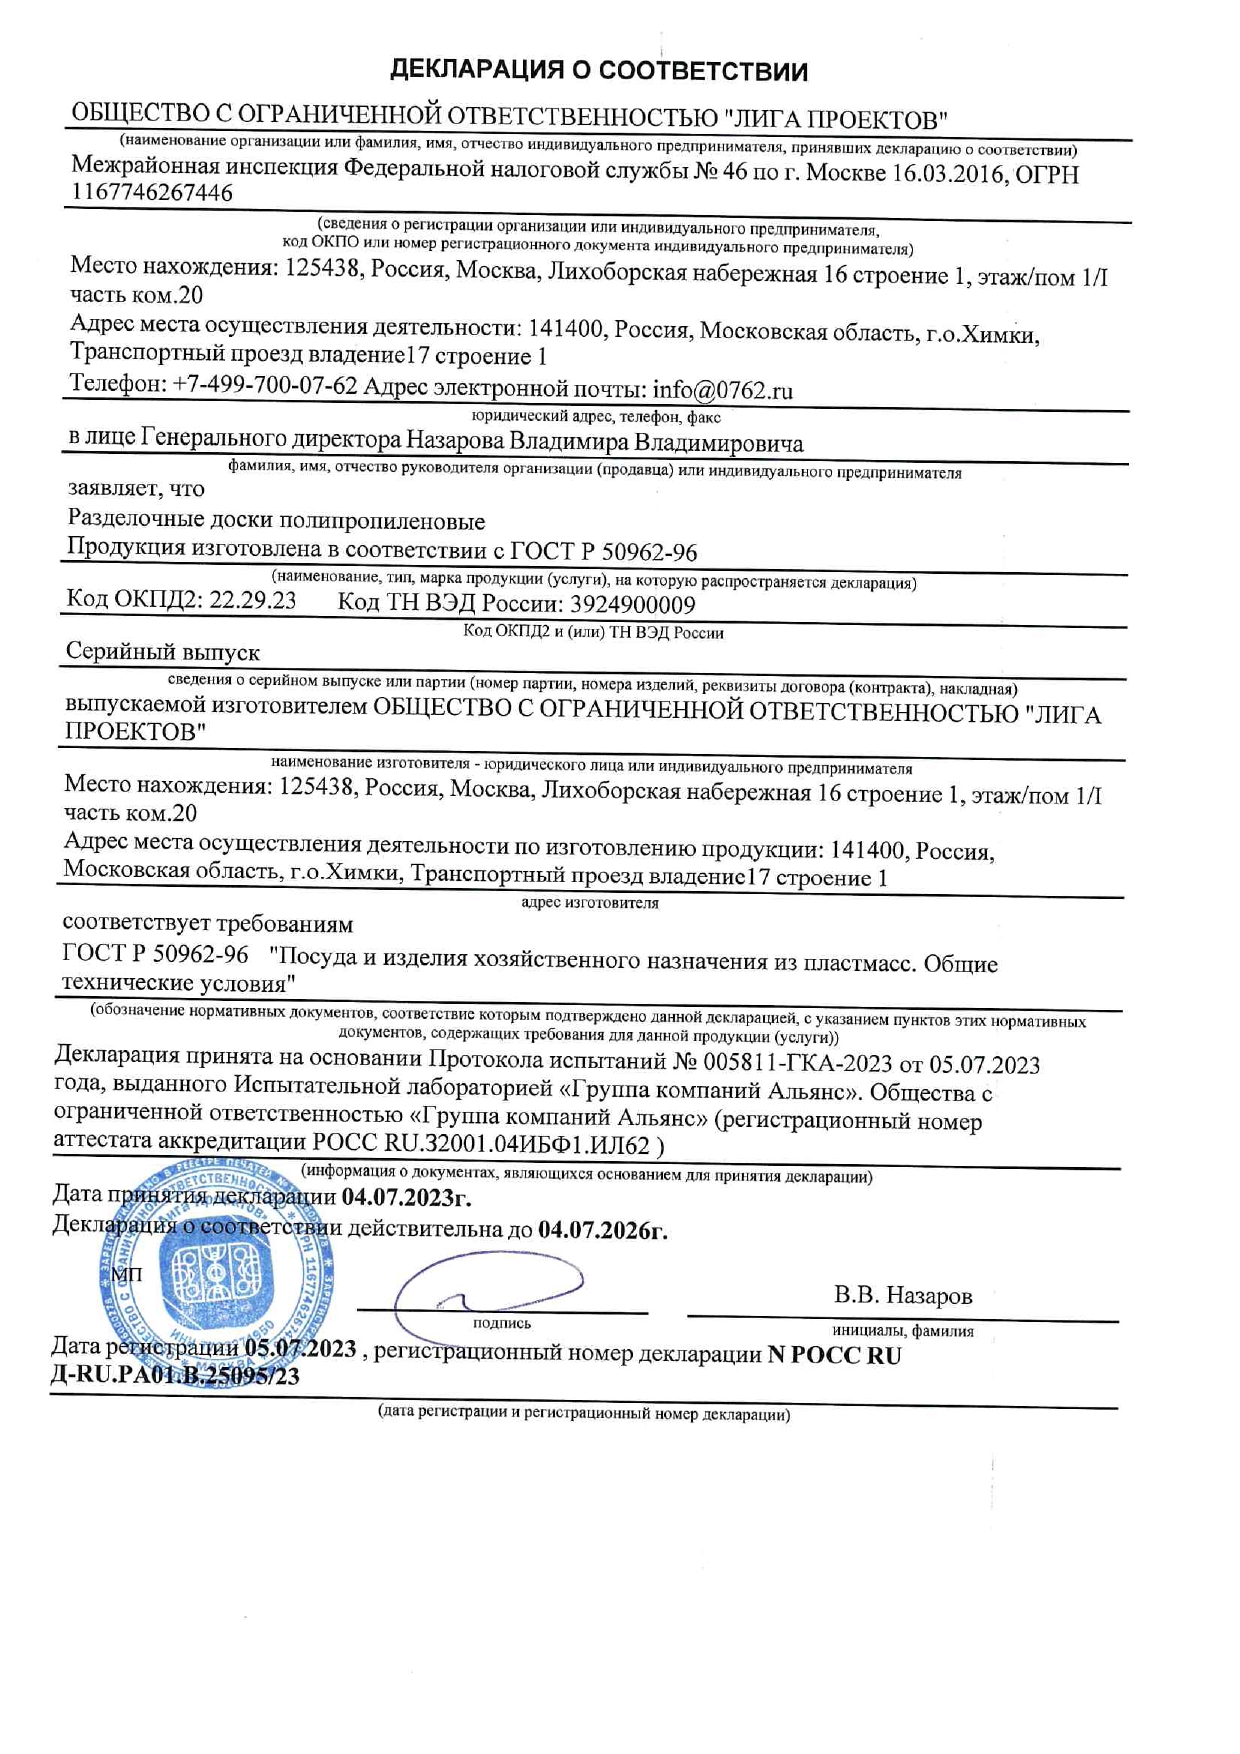 ДЕКЛАРАЦИЯ О СООТВЕТСТВИИ
ОБЩЕСТВО С ОГРАНИЧЕННОЙ ОТВЕТСТВЕННОСТЬЮ "ЛИГА ПРОЕКТОВ"
(наименование организации или фамилия, имя, отчество индивидуального предпринимателя, принявших декларацию о соответствии)
Межрайонная инспекция Федеральной налоговой службы № 46 по г. Москве 16.03.2016, ОГРН
1167746267446
(сведения о регистрации организации или индивидуального предпринимателя,
код ОКПО или номер регистрационного документа индивидуального предпринимателя)
Место нахождения: 125438, Россия, Москва, Лихоборская набережная 16 строение 1, этаж/пом 1/I
часть ком.20
Адрес места осуществления деятельности: 141400, Россия, Московская область, г.о.Химки,
Транспортный проезд владение17 строение 1
Телефон: +7-499-700-07-62 Адрес электронной почты: info@0762.ru
юридический адрес, телефон, факс
в лице Генерального директора Назарова Владимира Владимировича
фамилия, имя, отчество руководителя организации (продавца) или индивидуального предпринимателя
заявляет, что
Разделочные доски полипропиленовые
Продукция изготовлена в соответствии с ГОСТ Р 50962-96
(наименование, тип, марка продукции (услуги), на которую распространяется декларация)
Код ОКПД2: 22.29.23 Код ТН ВЭД России: 3924900009
Код ОКПД2 и (или) ТН ВЭД России
Серийный выпуск
сведения о серийном выпуске или партии (номер партии, номера изделий, реквизиты договора (контракта), накладная)
выпускаемой изготовителем ОБЩЕСТВО С ОГРАНИЧЕННОЙ ОТВЕТСТВЕННОСТЬЮ "ЛИГА
ПРОЕКТОВ"
наименование изготовителя - юридического лица или индивидуального предпринимателя
Место нахождения: 125438, Россия, Москва, Лихоборская набережная 16 строение 1, этаж/пом 1/I
часть ком.20
Адрес места осуществления деятельности по изготовлению продукции: 141400, Россия,
Московская область, г.о.Химки, Транспортный проезд владение17 строение 1
адрес изготовителя
соответствует требованиям
ГОСТ Р 50962-96 "Посуда и изделия хозяйственного назначения из пластмасс. Общие
технические условия"
(обозначение нормативных документов, соответствие которым подтверждено данной декларацией, с указанием пунктов этих нормативных
документов, содержащих требования для данной продукции (услуги))
Декларация принята на основании Протокола испытаний № 005811-ГКА-2023 от 05.07.2023
года, выданного Испытательной лабораторией «Группа компаний Альянс». Общества с
ограниченной ответственностью «Группа компаний Альянс» (регистрационный номер
аттестата аккредитации РОСС RU.32001.04ИБФ1.ИЛ62 )
(информация о документах, являющихся основанием для принятия декларации)
Дата принятия декларации 04.07.2023г.
Декларация о соответствии действительна до 04.07.2026г.
МП
В.В. Назаров
подпись
инициалы, фамилия
Дата регистрации 05.07.2023 , регистрационный номер декларации N РОСС RU
Д-RU.РА01.В.25095/23
(дата регистрации и регистрационный номер декларации)